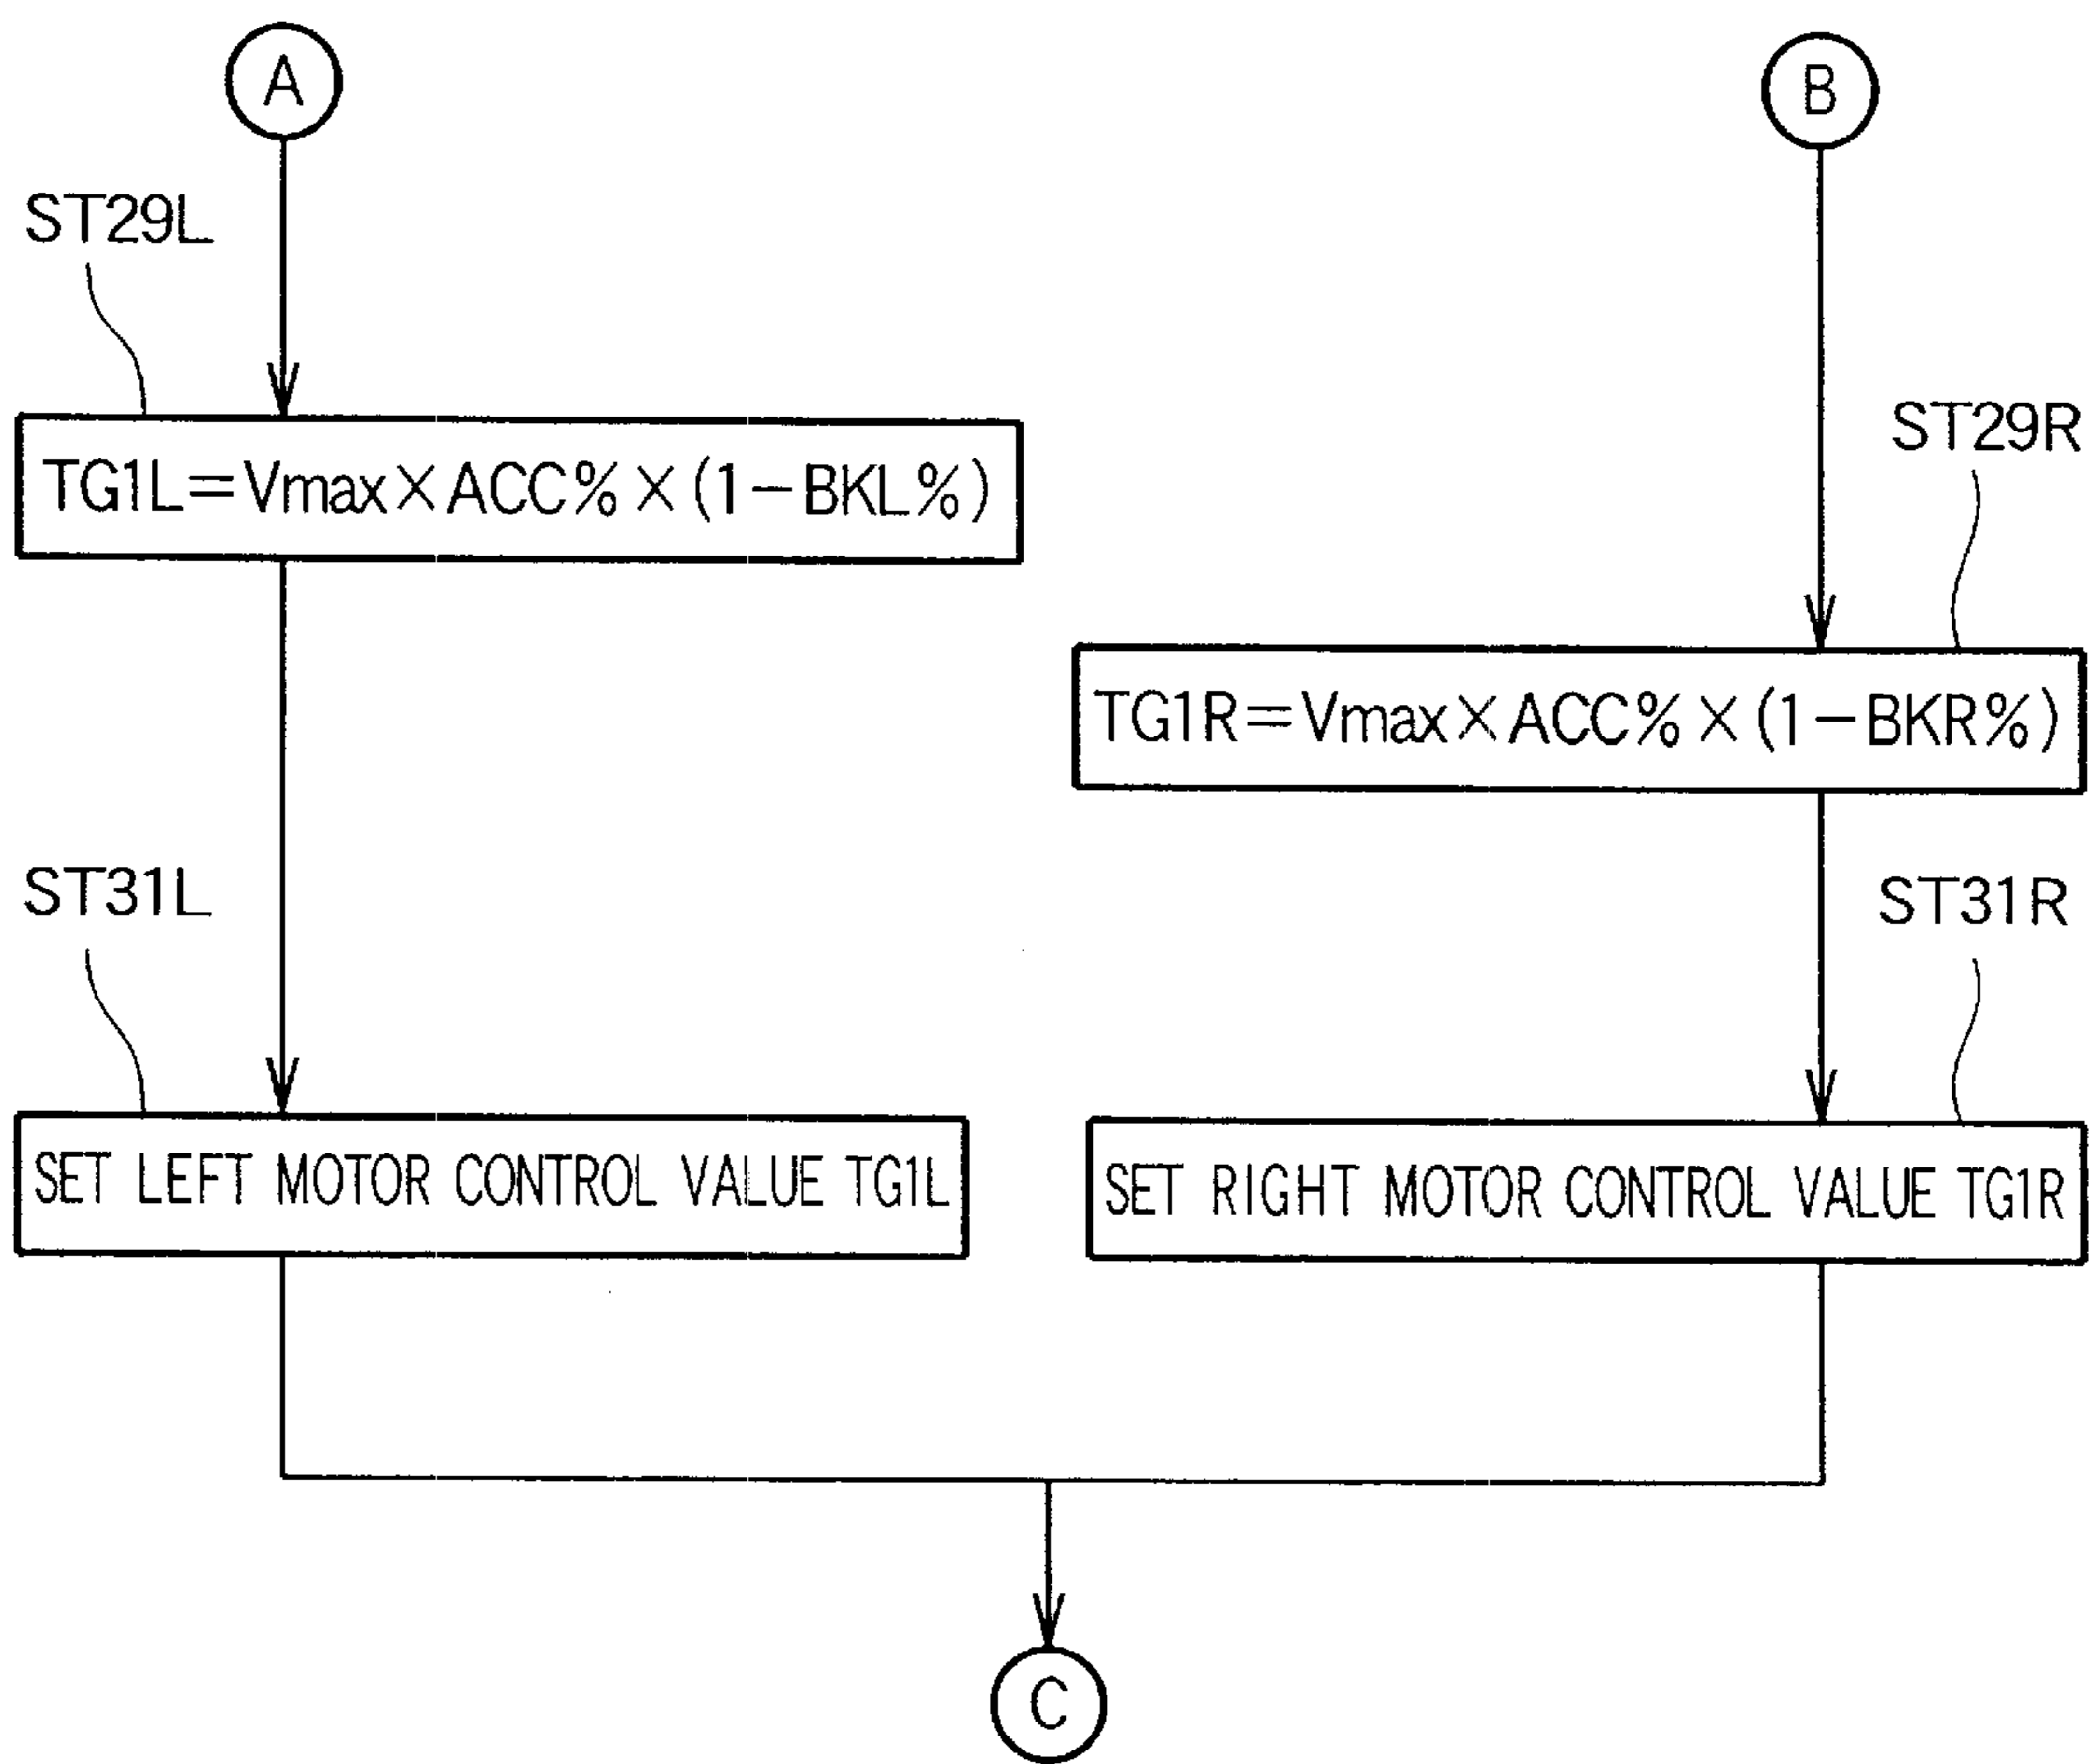 A
B
ST29L
TG1L=Vmax×ACC%×(1-BKL%)
ST29R
TG1R=Vmax×ACC%×(1-BKR%)
ST31L
ST31R
SET LEFT MOTOR CONTROL VALUE TG1L
SET RIGHT MOTOR CONTROL VALUE TG1R
C